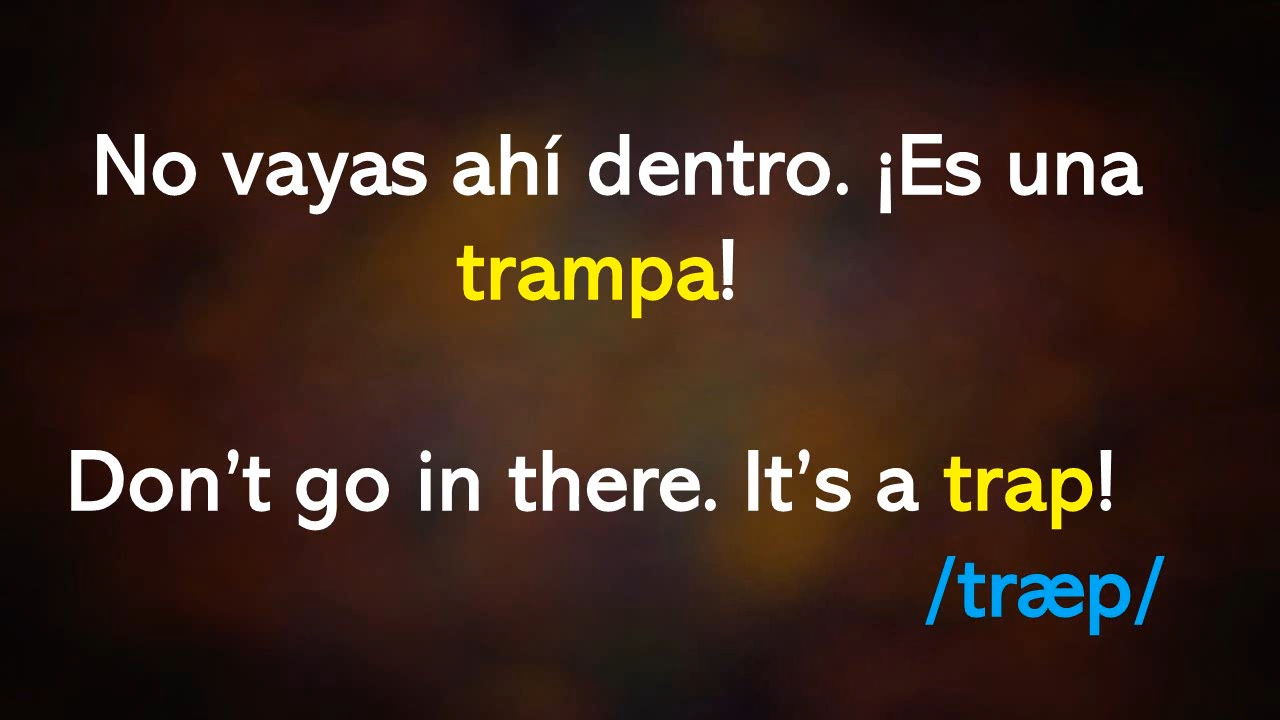 No vayas ahí dentro. ¡Es una
trampa!
Don’t go in there. It’s a trap!
/træp/